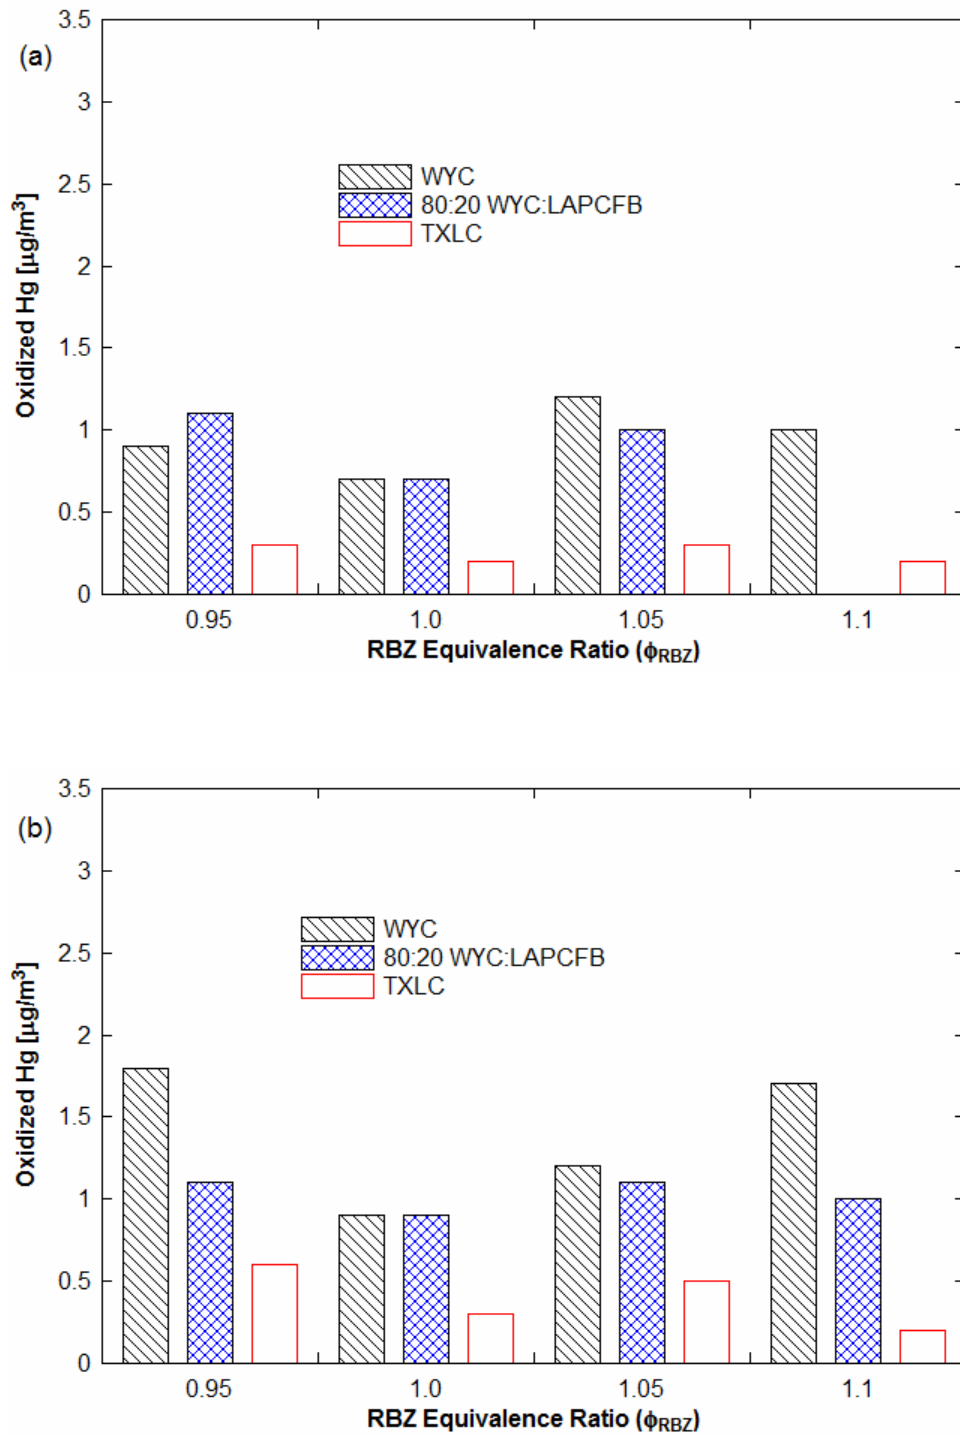 (a)
3.5
3
2.5
2
1.5
1
0.5
0
Oxidized Hg [μg/m³]
WYC
80:20 WYC:LAPCFB
TXLC
0.95 1.0 1.05 1.1
RBZ Equivalence Ratio (ϕRBZ)
(b)
3.5
3
2.5
2
1.5
1
0.5
0
Oxidized Hg [μg/m³]
WYC
80:20 WYC:LAPCFB
TXLC
0.95 1.0 1.05 1.1
RBZ Equivalence Ratio (ϕRBZ)